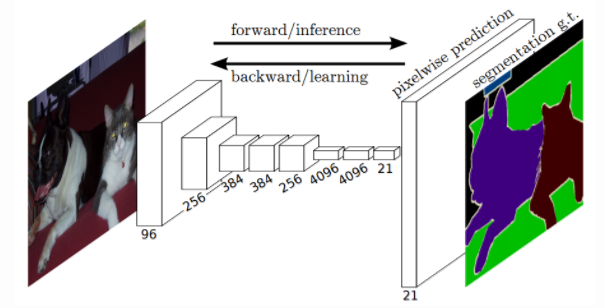 forward/inference
backward/learning
pixelwise prediction
segmentation g.t.
96
256
384
384
256
4096
4096
21
21